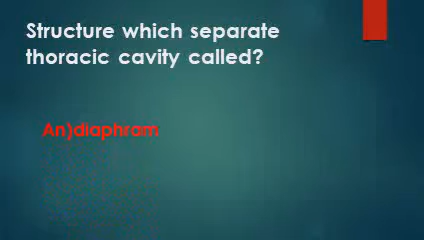 Structure which separate
thoracic cavity called?
An)diaphram